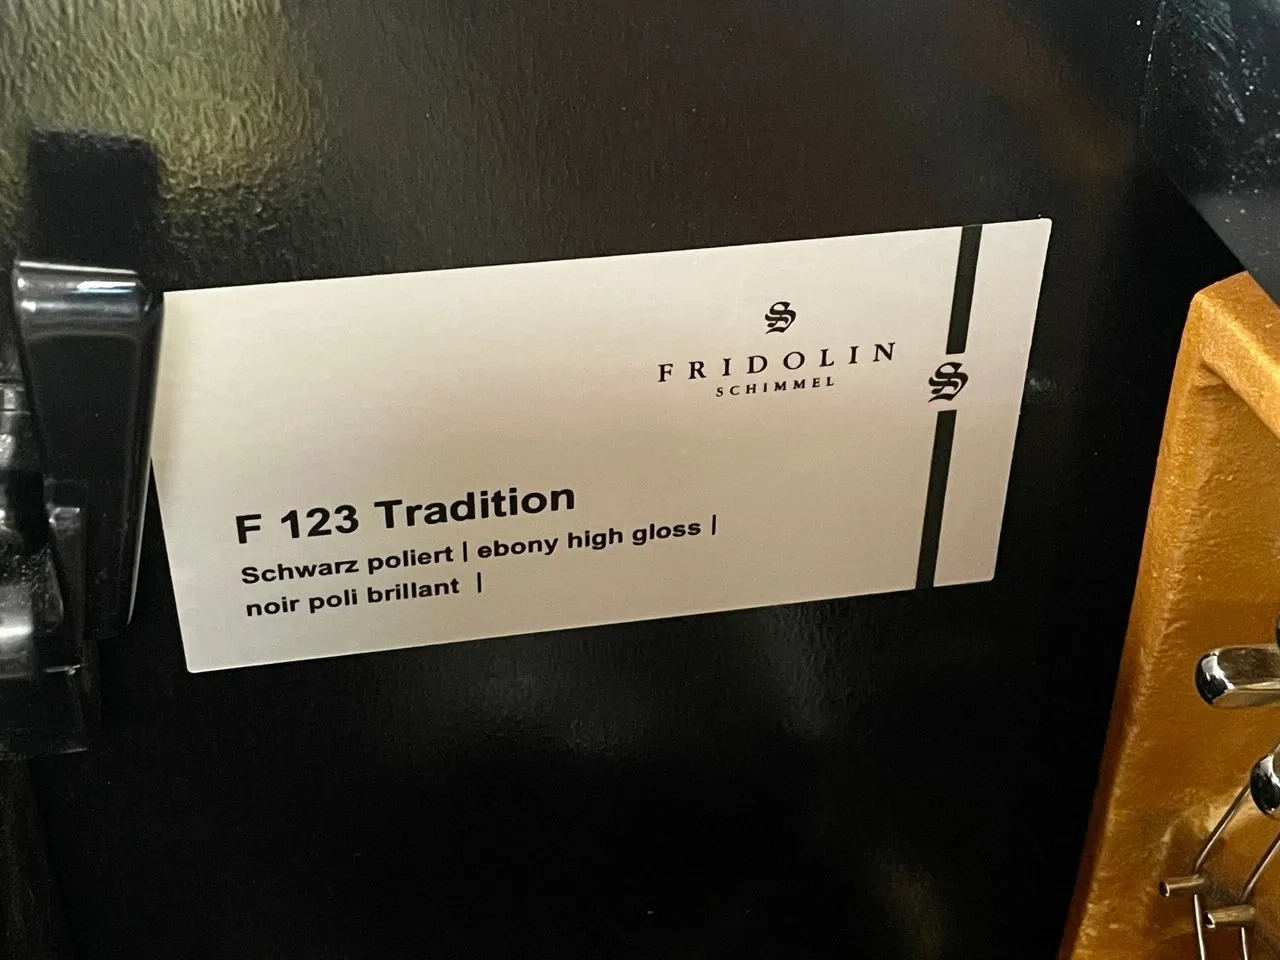 S
FRIDOLIN
SCHIMMEL
S
F 123 Tradition
Schwarz poliert | ebony high gloss |
noir poli brillant |